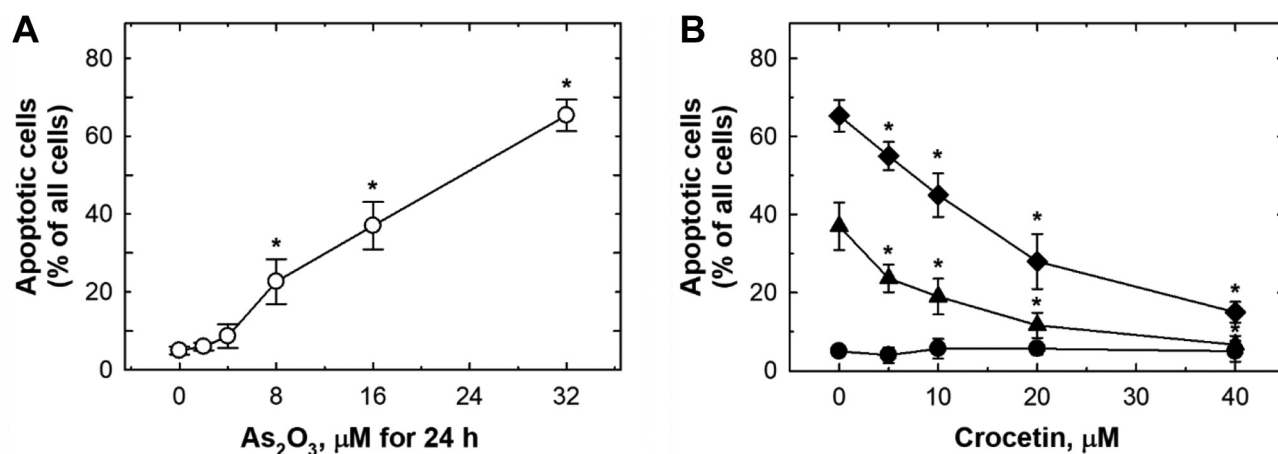 A
Apoptotic cells
(% of all cells)
80
60
40
20
0
*
*
*
0 8 16 24 32
As₂O₃, μM for 24 h
B
Apoptotic cells
(% of all cells)
80
60
40
20
0
*
*
*
*
*
*
*
*
0 10 20 30 40
Crocetin, μM